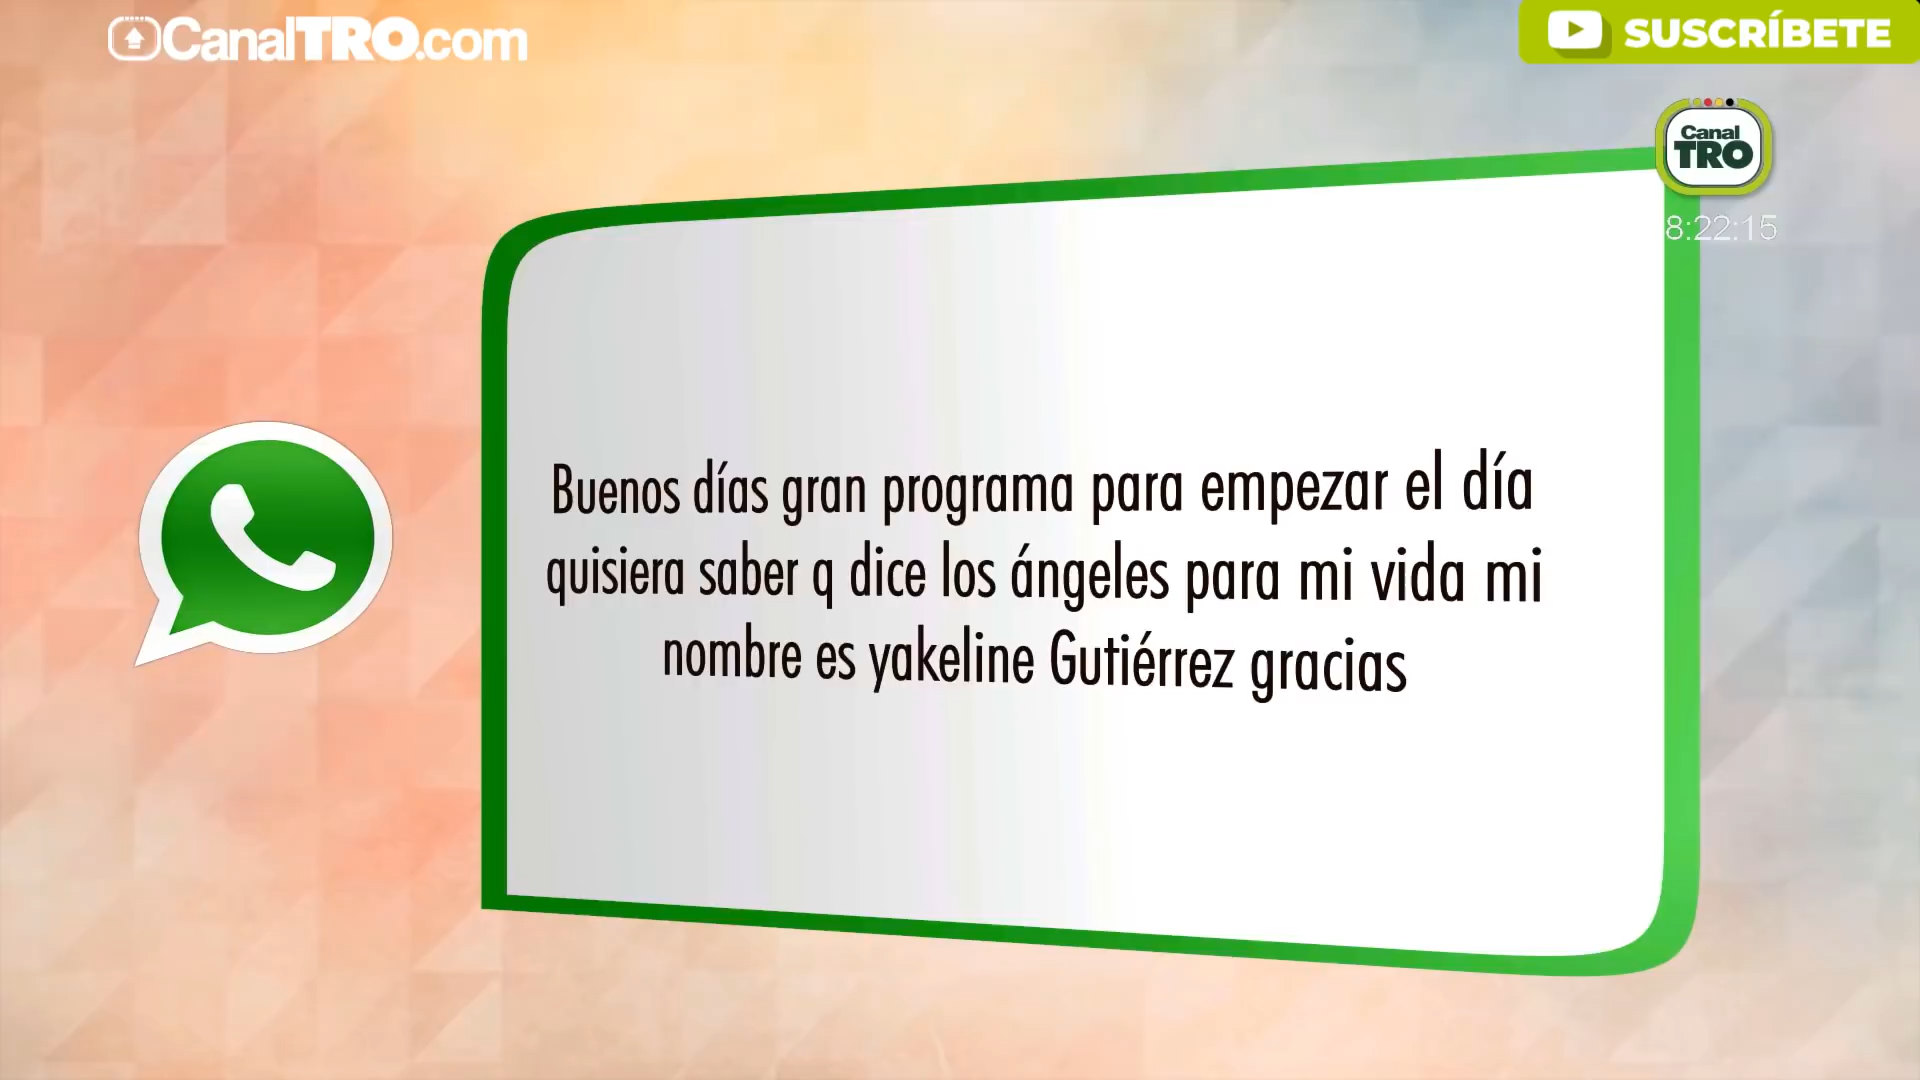 CanalTRO.com
SUSCRÍBETE
Canal
TRO
8:22:15
Buenos días gran programa para empezar el día
quisiera saber q dice los ángeles para mi vida mi
nombre es yakeline Gutiérrez gracias